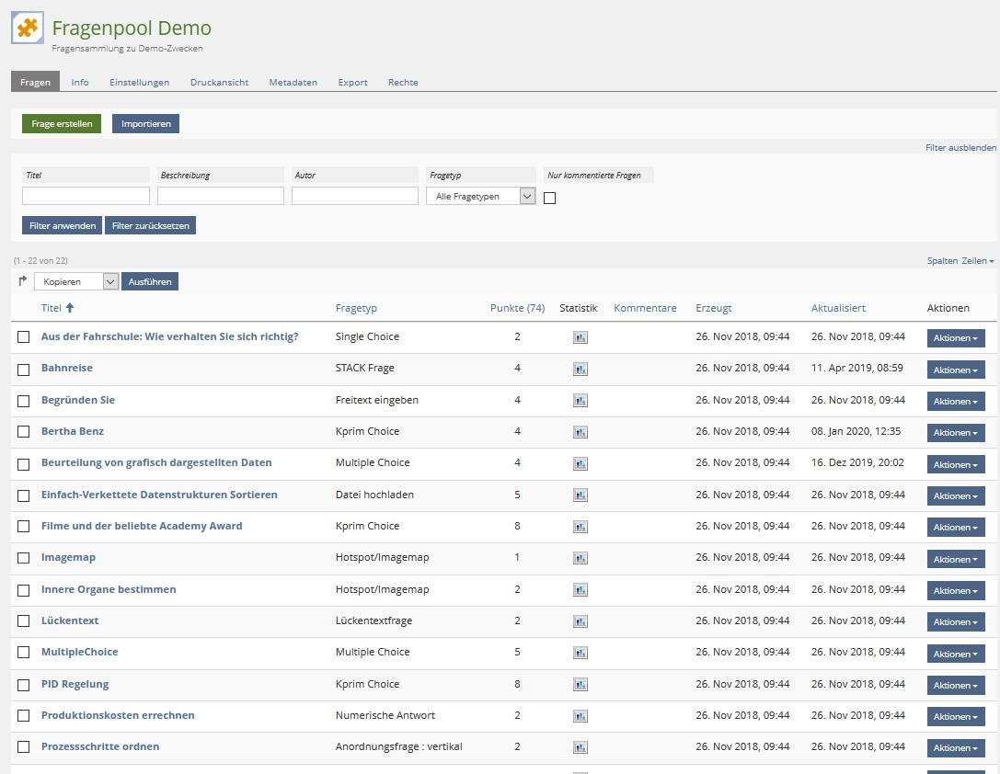 Fragenpool Demo
Fragensammlung zu Demo-Zwecken
Fragen Info Einstellungen Druckansicht Metadaten Export Rechte
Frage erstellen Importieren
Filter ausblenden
Titel Beschreibung Autor Fragetyp Nur kommentierte Fragen
Alle Fragetypen
Filter anwenden Filter zurücksetzen
(1 - 22 von 22) Spalten Zeilen
Kopieren Ausführen
Titel Fragetyp Punkte (74) Statistik Kommentare Erzeugt Aktualisiert Aktionen
Aus der Fahrschule: Wie verhalten Sie sich richtig? Single Choice 2 26. Nov 2018, 09:44 26. Nov 2018, 09:44 Aktionen
Bahnreise STACK Frage 4 26. Nov 2018, 09:44 11. Apr 2019, 08:59 Aktionen
Begründen Sie Freitext eingeben 4 26. Nov 2018, 09:44 26. Nov 2018, 09:44 Aktionen
Bertha Benz Kprim Choice 4 26. Nov 2018, 09:44 08. Jan 2020, 12:35 Aktionen
Beurteilung von grafisch dargestellten Daten Multiple Choice 4 26. Nov 2018, 09:44 16. Dez 2019, 20:02 Aktionen
Einfach-Verkettete Datenstrukturen Sortieren Datei hochladen 5 26. Nov 2018, 09:44 26. Nov 2018, 09:44 Aktionen
Filme und der beliebte Academy Award Kprim Choice 8 26. Nov 2018, 09:44 26. Nov 2018, 09:44 Aktionen
Imagemap Hotspot/Imagemap 1 26. Nov 2018, 09:44 26. Nov 2018, 09:44 Aktionen
Innere Organe bestimmen Hotspot/Imagemap 2 26. Nov 2018, 09:44 26. Nov 2018, 09:44 Aktionen
Lückentext Lückentextfrage 2 26. Nov 2018, 09:44 26. Nov 2018, 09:44 Aktionen
MultipleChoice Multiple Choice 5 26. Nov 2018, 09:44 26. Nov 2018, 09:44 Aktionen
PID Regelung Kprim Choice 8 26. Nov 2018, 09:44 26. Nov 2018, 09:44 Aktionen
Produktionskosten errechnen Numerische Antwort 2 26. Nov 2018, 09:44 26. Nov 2018, 09:44 Aktionen
Prozessschritte ordnen Anordnungsfrage : vertikal 2 26. Nov 2018, 09:44 26. Nov 2018, 09:44 Aktionen